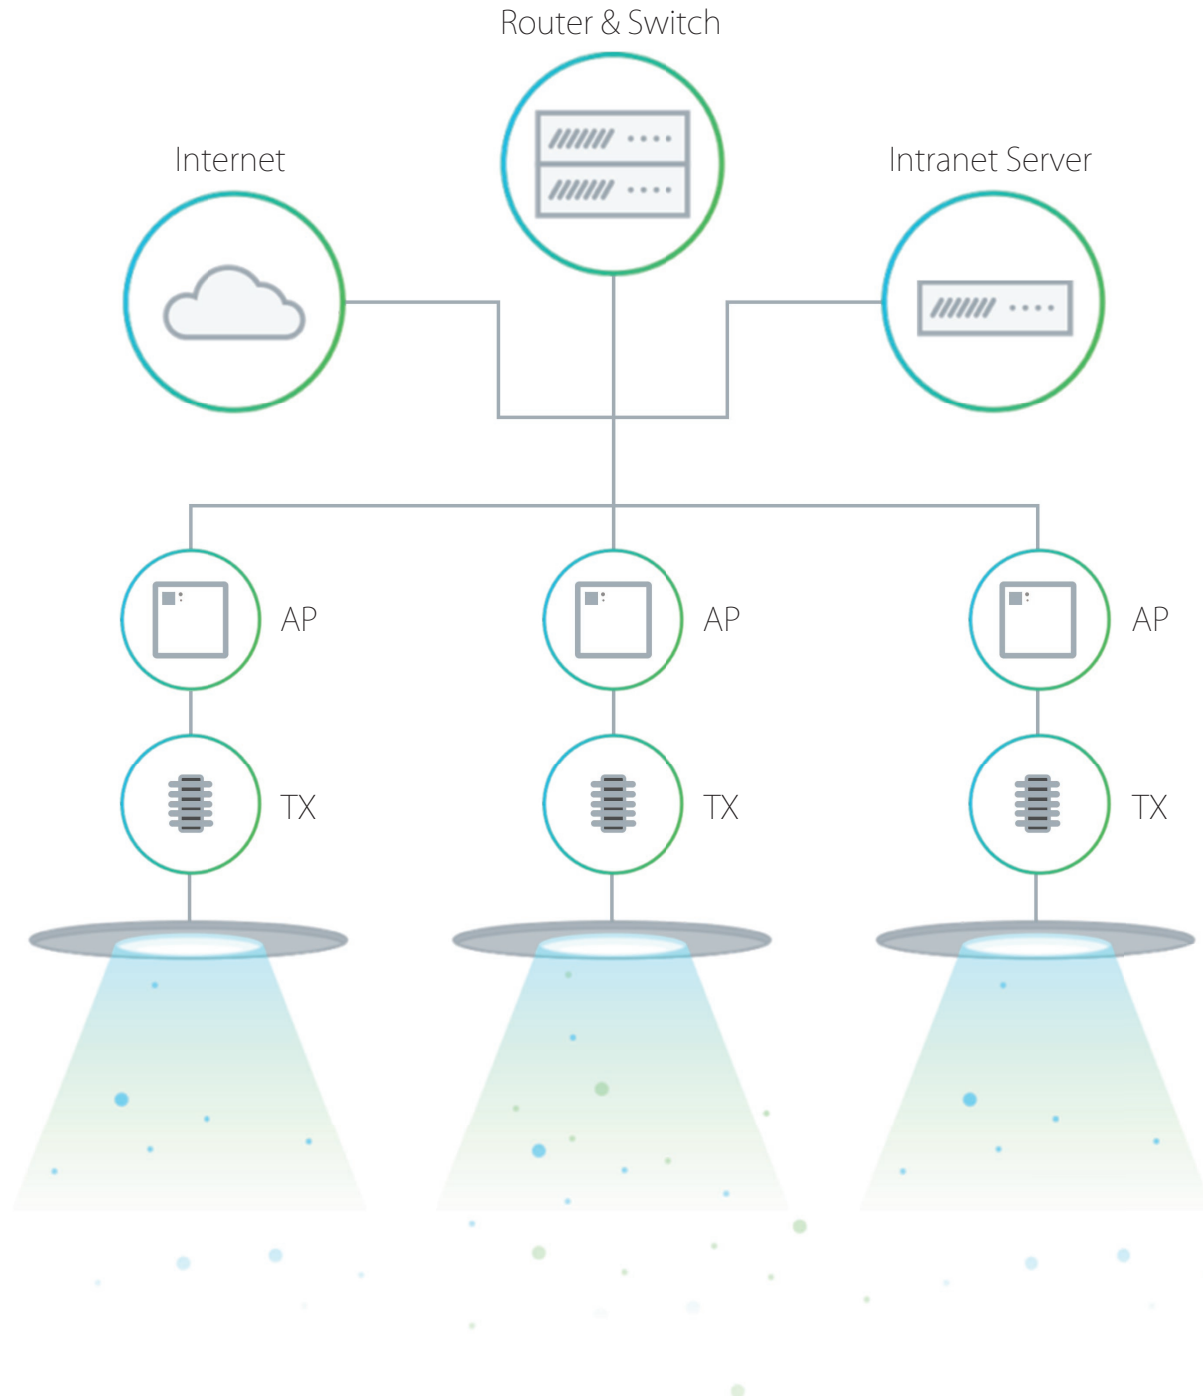 Router & Switch
Internet
Intranet Server
AP
AP
AP
TX
TX
TX